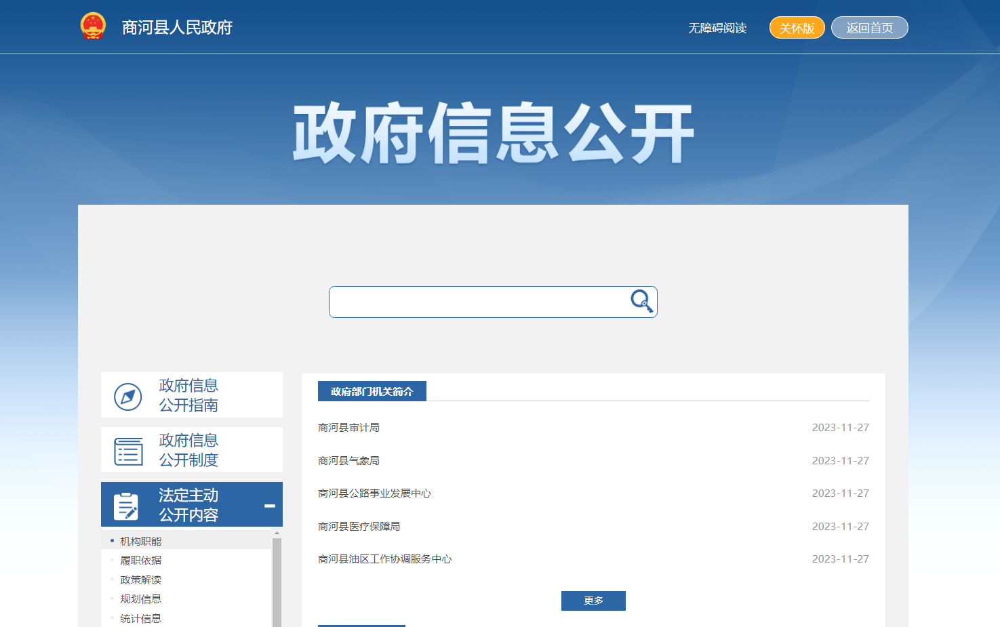 商河县人民政府
无障碍阅读
关怀版
返回首页
政府信息公开
政府信息
公开指南
政府信息
公开制度
法定主动
公开内容
机构职能
履职依据
政策解读
规划信息
统计信息
政府部门机关简介
商河县审计局 2023-11-27
商河县气象局 2023-11-27
商河县公路事业发展中心 2023-11-27
商河县医疗保障局 2023-11-27
商河县油区工作协调服务中心 2023-11-27
更多